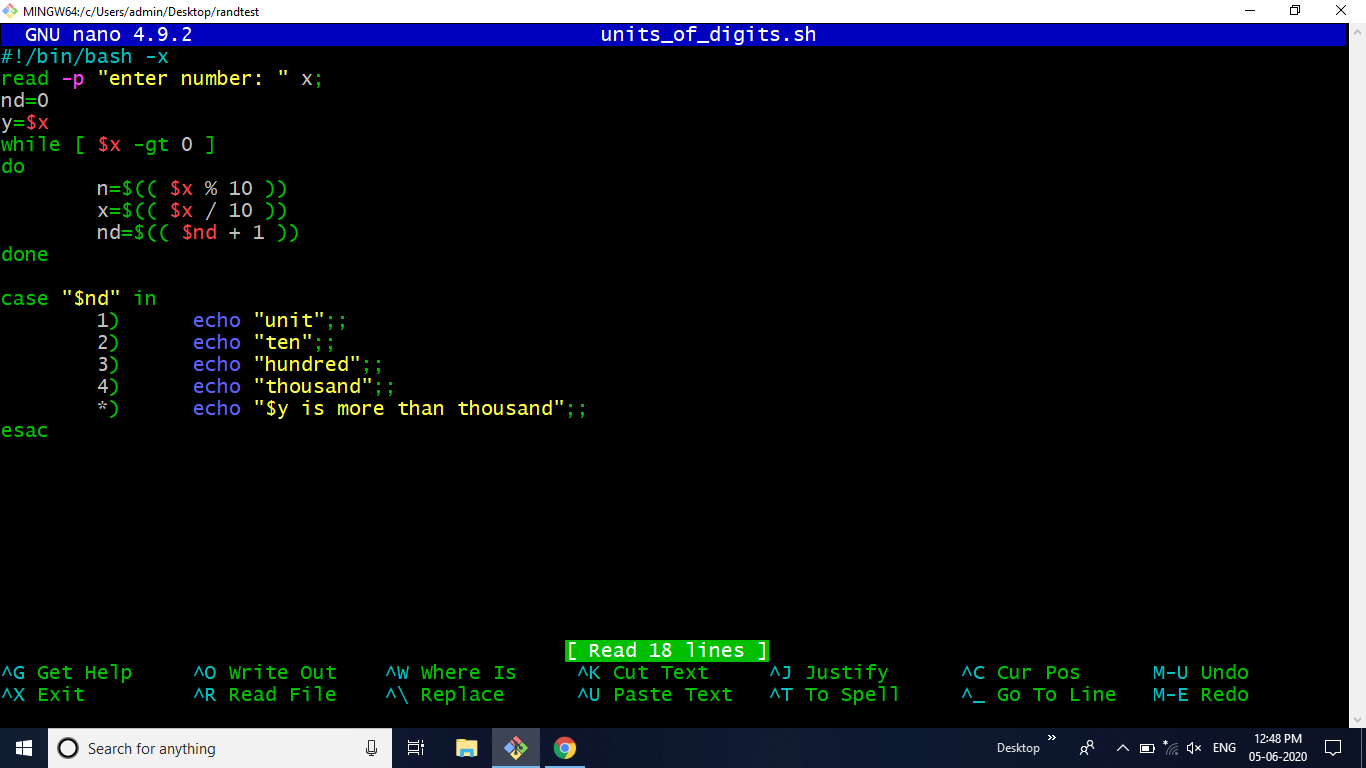 MINGW64:/c/Users/admin/Desktop/randtest
GNU nano 4.9.2 units_of_digits.sh
#!/bin/bash -x
read -p "enter number: " x;
nd=0
y=$x
while [ $x -gt 0 ]
do
n=$(( $x % 10 ))
x=$(( $x / 10 ))
nd=$(( $nd + 1 ))
done
case "$nd" in
1) echo "unit";;
2) echo "ten";;
3) echo "hundred";;
4) echo "thousand";;
*) echo "$y is more than thousand";;
esac
[ Read 18 lines ]
^G Get Help ^O Write Out ^W Where Is ^K Cut Text ^J Justify ^C Cur Pos M-U Undo
^X Exit ^R Read File ^\ Replace ^U Paste Text ^T To Spell ^_ Go To Line M-E Redo
Search for anything
Desktop
ENG
12:48 PM
05-06-2020